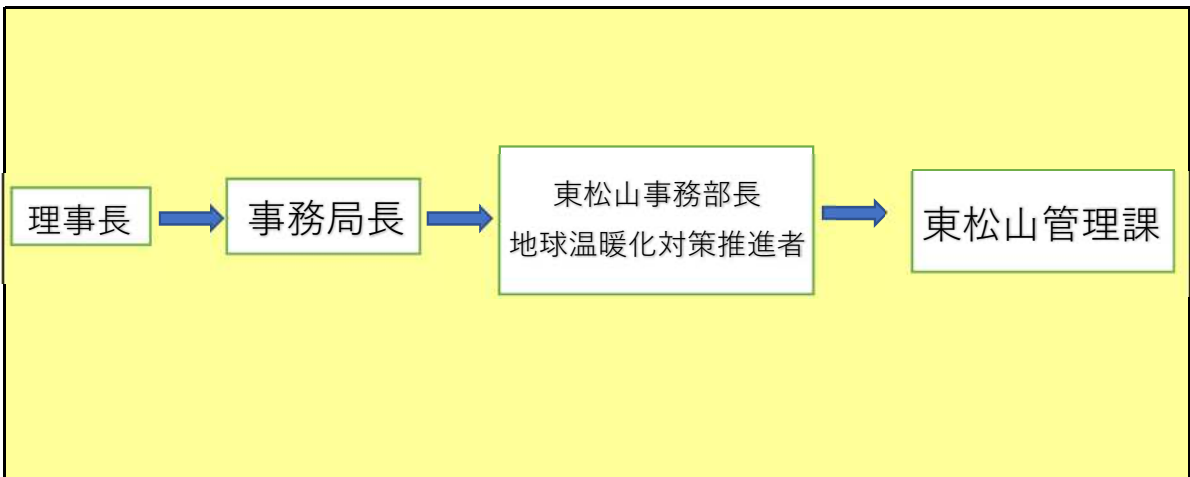 理事長
事務局長
東松山事務部長
地球温暖化対策推進者
東松山管理課